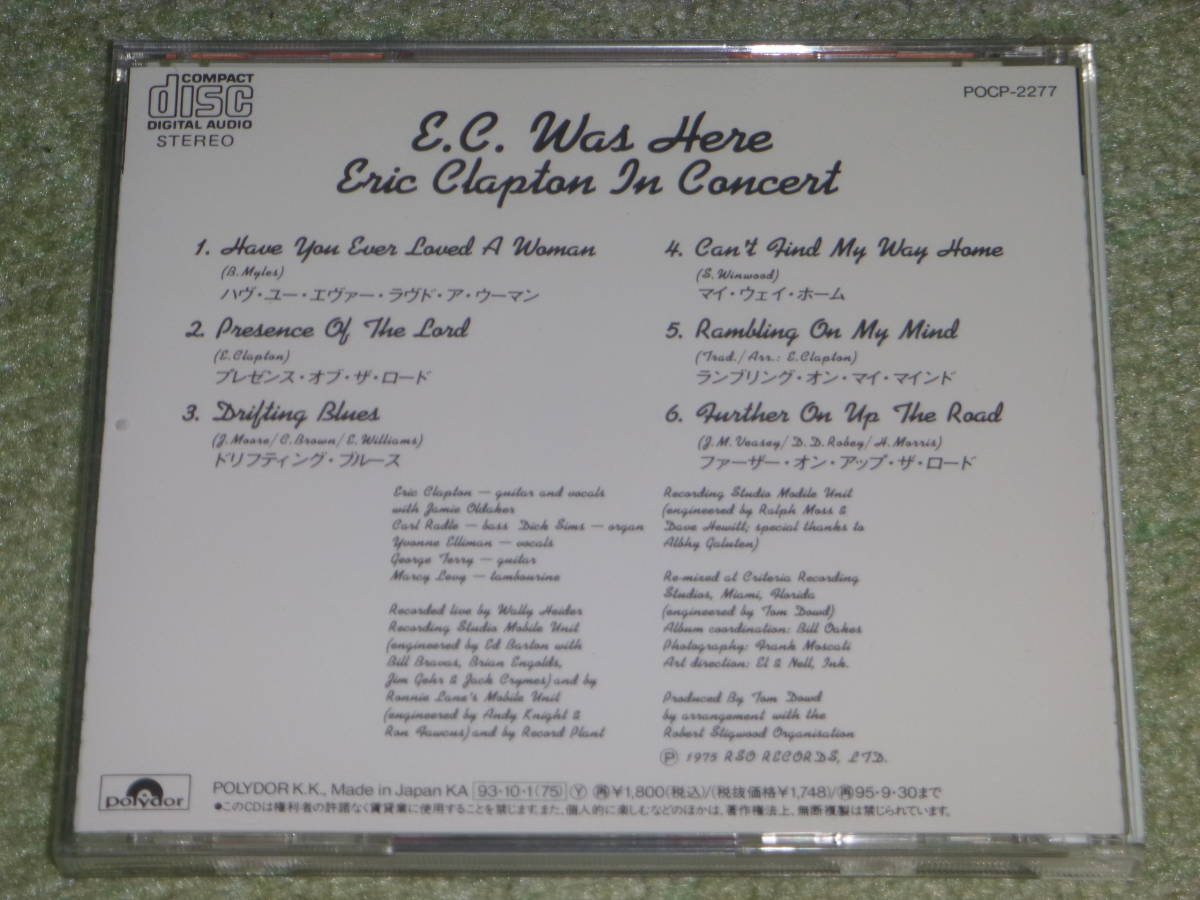 COMPACT
disc
DIGITAL AUDIO
STEREO
POCP-2277
E.C. Was Here
Eric Clapton In Concert
1. Have You Ever Loved A Woman
(B. Myles)
ハヴ・ユー・エヴァー・ラヴド・ア・ウーマン
2. Presence Of The Lord
(E. Clapton)
プレゼンス・オブ・ザ・ロード
3. Drifting Blues
(J. Moore/C. Brown/E. Williams)
ドリフティング・ブルース
4. Can't Find My Way Home
(S. Winwood)
マイ・ウェイ・ホーム
5. Rambling On My Mind
(Trad./Arr.: E. Clapton)
ランブリング・オン・マイ・マインド
6. Further On Up The Road
(J.M. Veasey/D.D. Robey/H. Morris)
ファーザー・オン・アップ・ザ・ロード
Eric Clapton — guitar and vocals
with Jamie Oldaker
Carl Radle — bass Dick Sims — organ
Yvonne Elliman — vocals
George Terry — guitar
Marcy Levy — tambourine
Recorded live by Wally Heider
Recording Studio Mobile Unit
(engineered by Ed Barton with
Bill Bravas, Brian Engolds,
Jim Gehr & Jack Crymes) and by
Ronnie Lane's Mobile Unit
(engineered by Andy Knight &
Ron Fawcus) and by Record Plant
Recording Studio Modile Unit
(engineered by Ralph Moss &
Dave Hewitt; special thanks to
Albhy Galuten)
Re-mixed at Criteria Recording
Studios, Miami, Florida
(engineered by Tom Dowd)
Album coordination: Bill Oakes
Photography: Frank Moscati
Art direction: El & Nell, Ink.
Produced By Tom Dowd
by arrangement with the
Robert Stigwood Organisation
Ⓟ 1975 RSO RECORDS, LTD.
polydor
POLYDOR K.K., Made in Japan KA 93・10・1(75) Ⓨ ㊞¥1,800(税込)/(税抜価格¥1,748)/㊞95・9・30まで
●このCDは権利者の許諾なく賃貸業に使用することを禁じます。また、個人的に楽しむなどのほかは、著作権法上、無断複製は禁じられています。